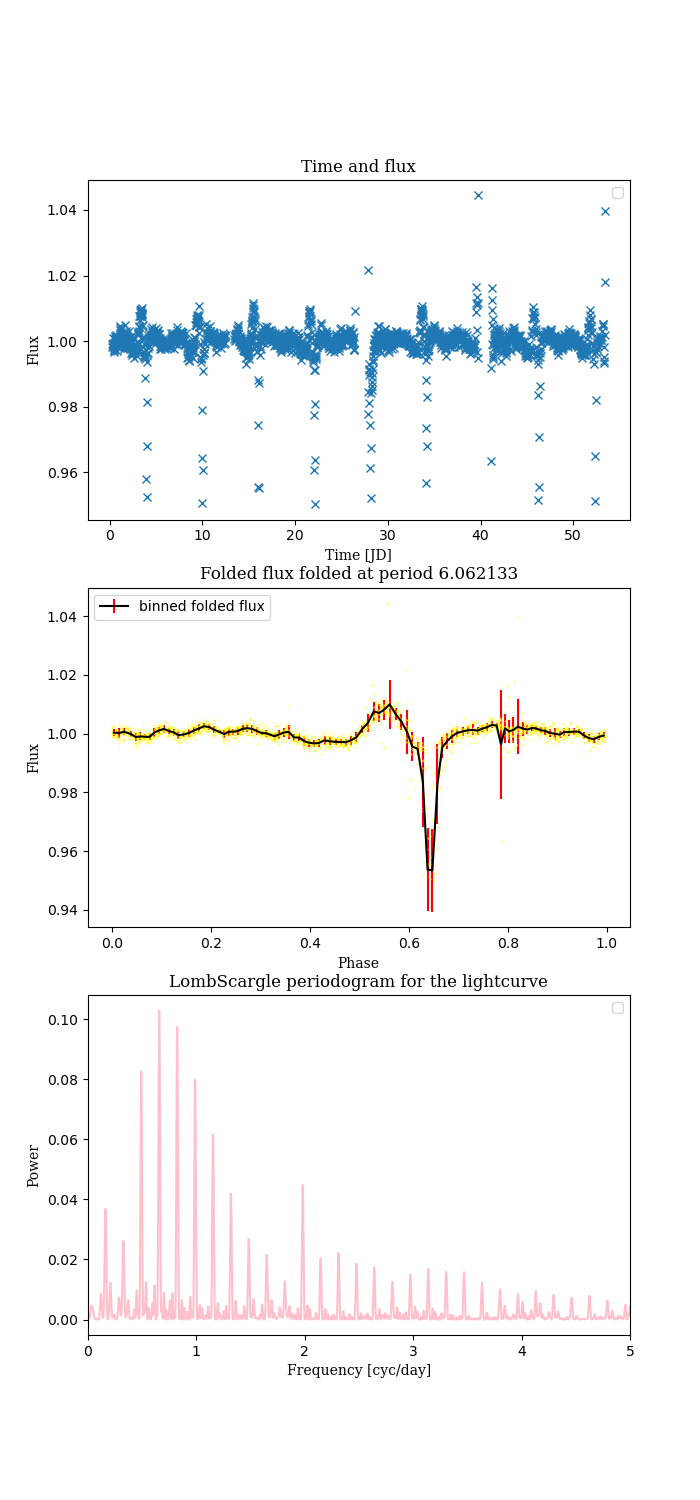 Time and flux
1.04
1.02
1.00
0.98
0.96
Flux
0 10 20 30 40 50
Time [JD]
Folded flux folded at period 6.062133
binned folded flux
1.04
1.02
1.00
0.98
0.96
0.94
Flux
0.0 0.2 0.4 0.6 0.8 1.0
Phase
LombScargle periodogram for the lightcurve
0.10
0.08
0.06
0.04
0.02
0.00
Power
0 1 2 3 4 5
Frequency [cyc/day]